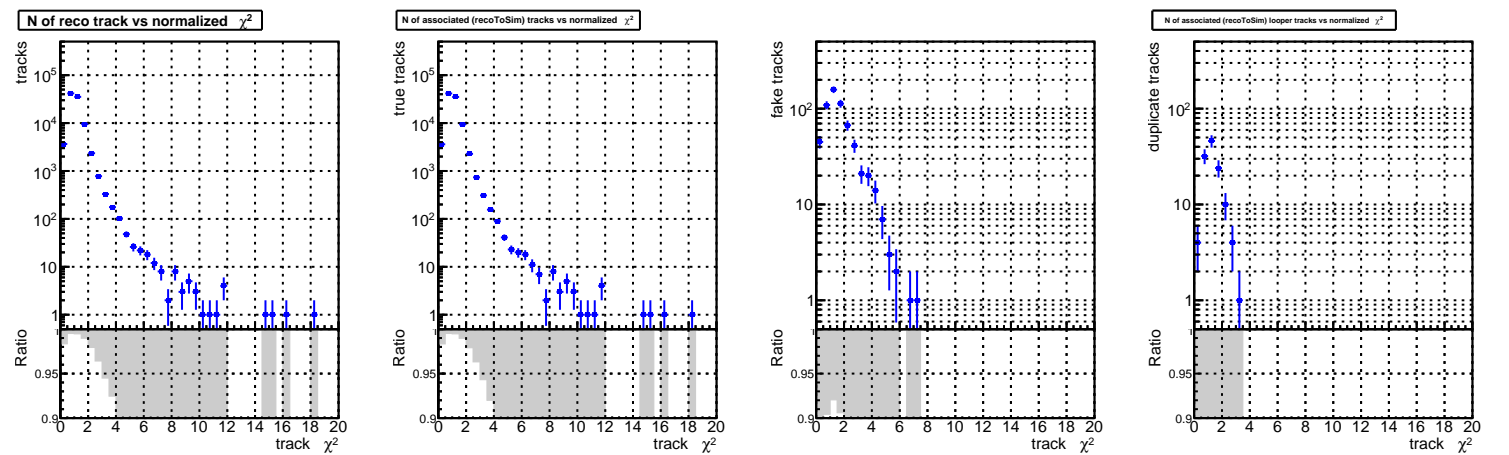 N of reco track vs normalized χ²
tracks
10⁵
10⁴
10³
10²
10
1
Ratio
1
0.95
0.9
0 2 4 6 8 10 12 14 16 18 20
track χ²
N of associated (recoToSim) tracks vs normalized χ²
true tracks
10⁵
10⁴
10³
10²
10
1
Ratio
1
0.95
0.9
0 2 4 6 8 10 12 14 16 18 20
track χ²
fake tracks
10²
10
1
Ratio
1
0.95
0.9
0 2 4 6 8 10 12 14 16 18 20
track χ²
N of associated (recoToSim) looper tracks vs normalized χ²
duplicate tracks
10²
10
1
Ratio
1
0.95
0.9
0 2 4 6 8 10 12 14 16 18 20
track χ²